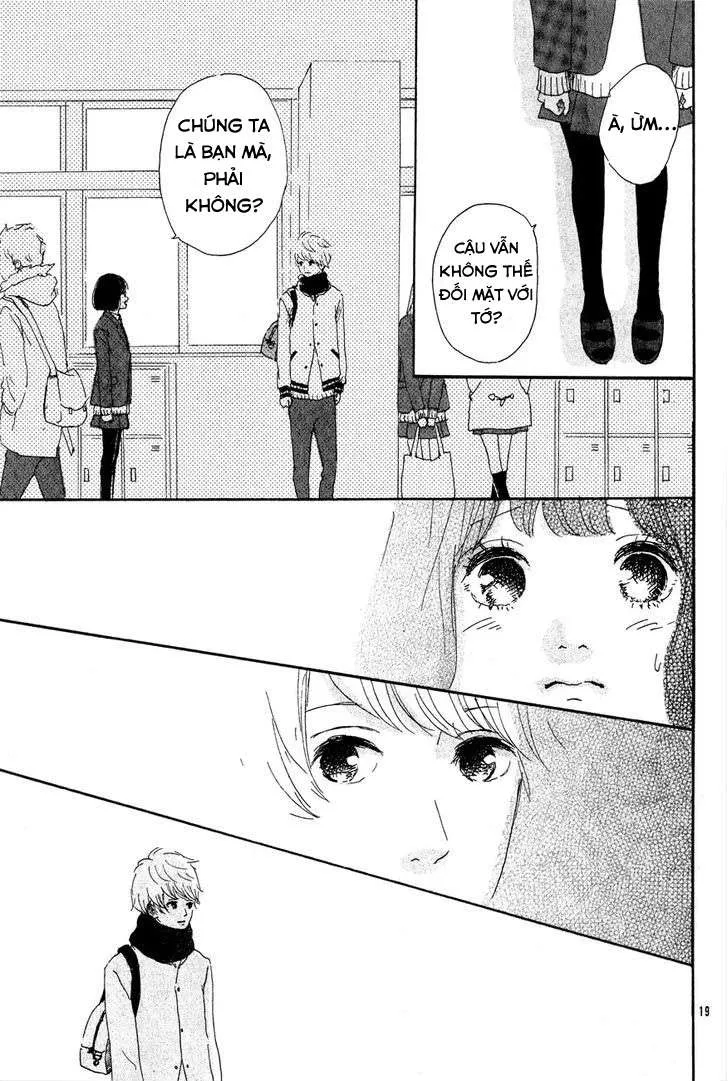 À, ỪM...
CẬU VẪN
KHÔNG THỂ
ĐỐI MẶT VỚI
TỚ?
CHÚNG TA
LÀ BẠN MÀ,
PHẢI
KHÔNG?
19